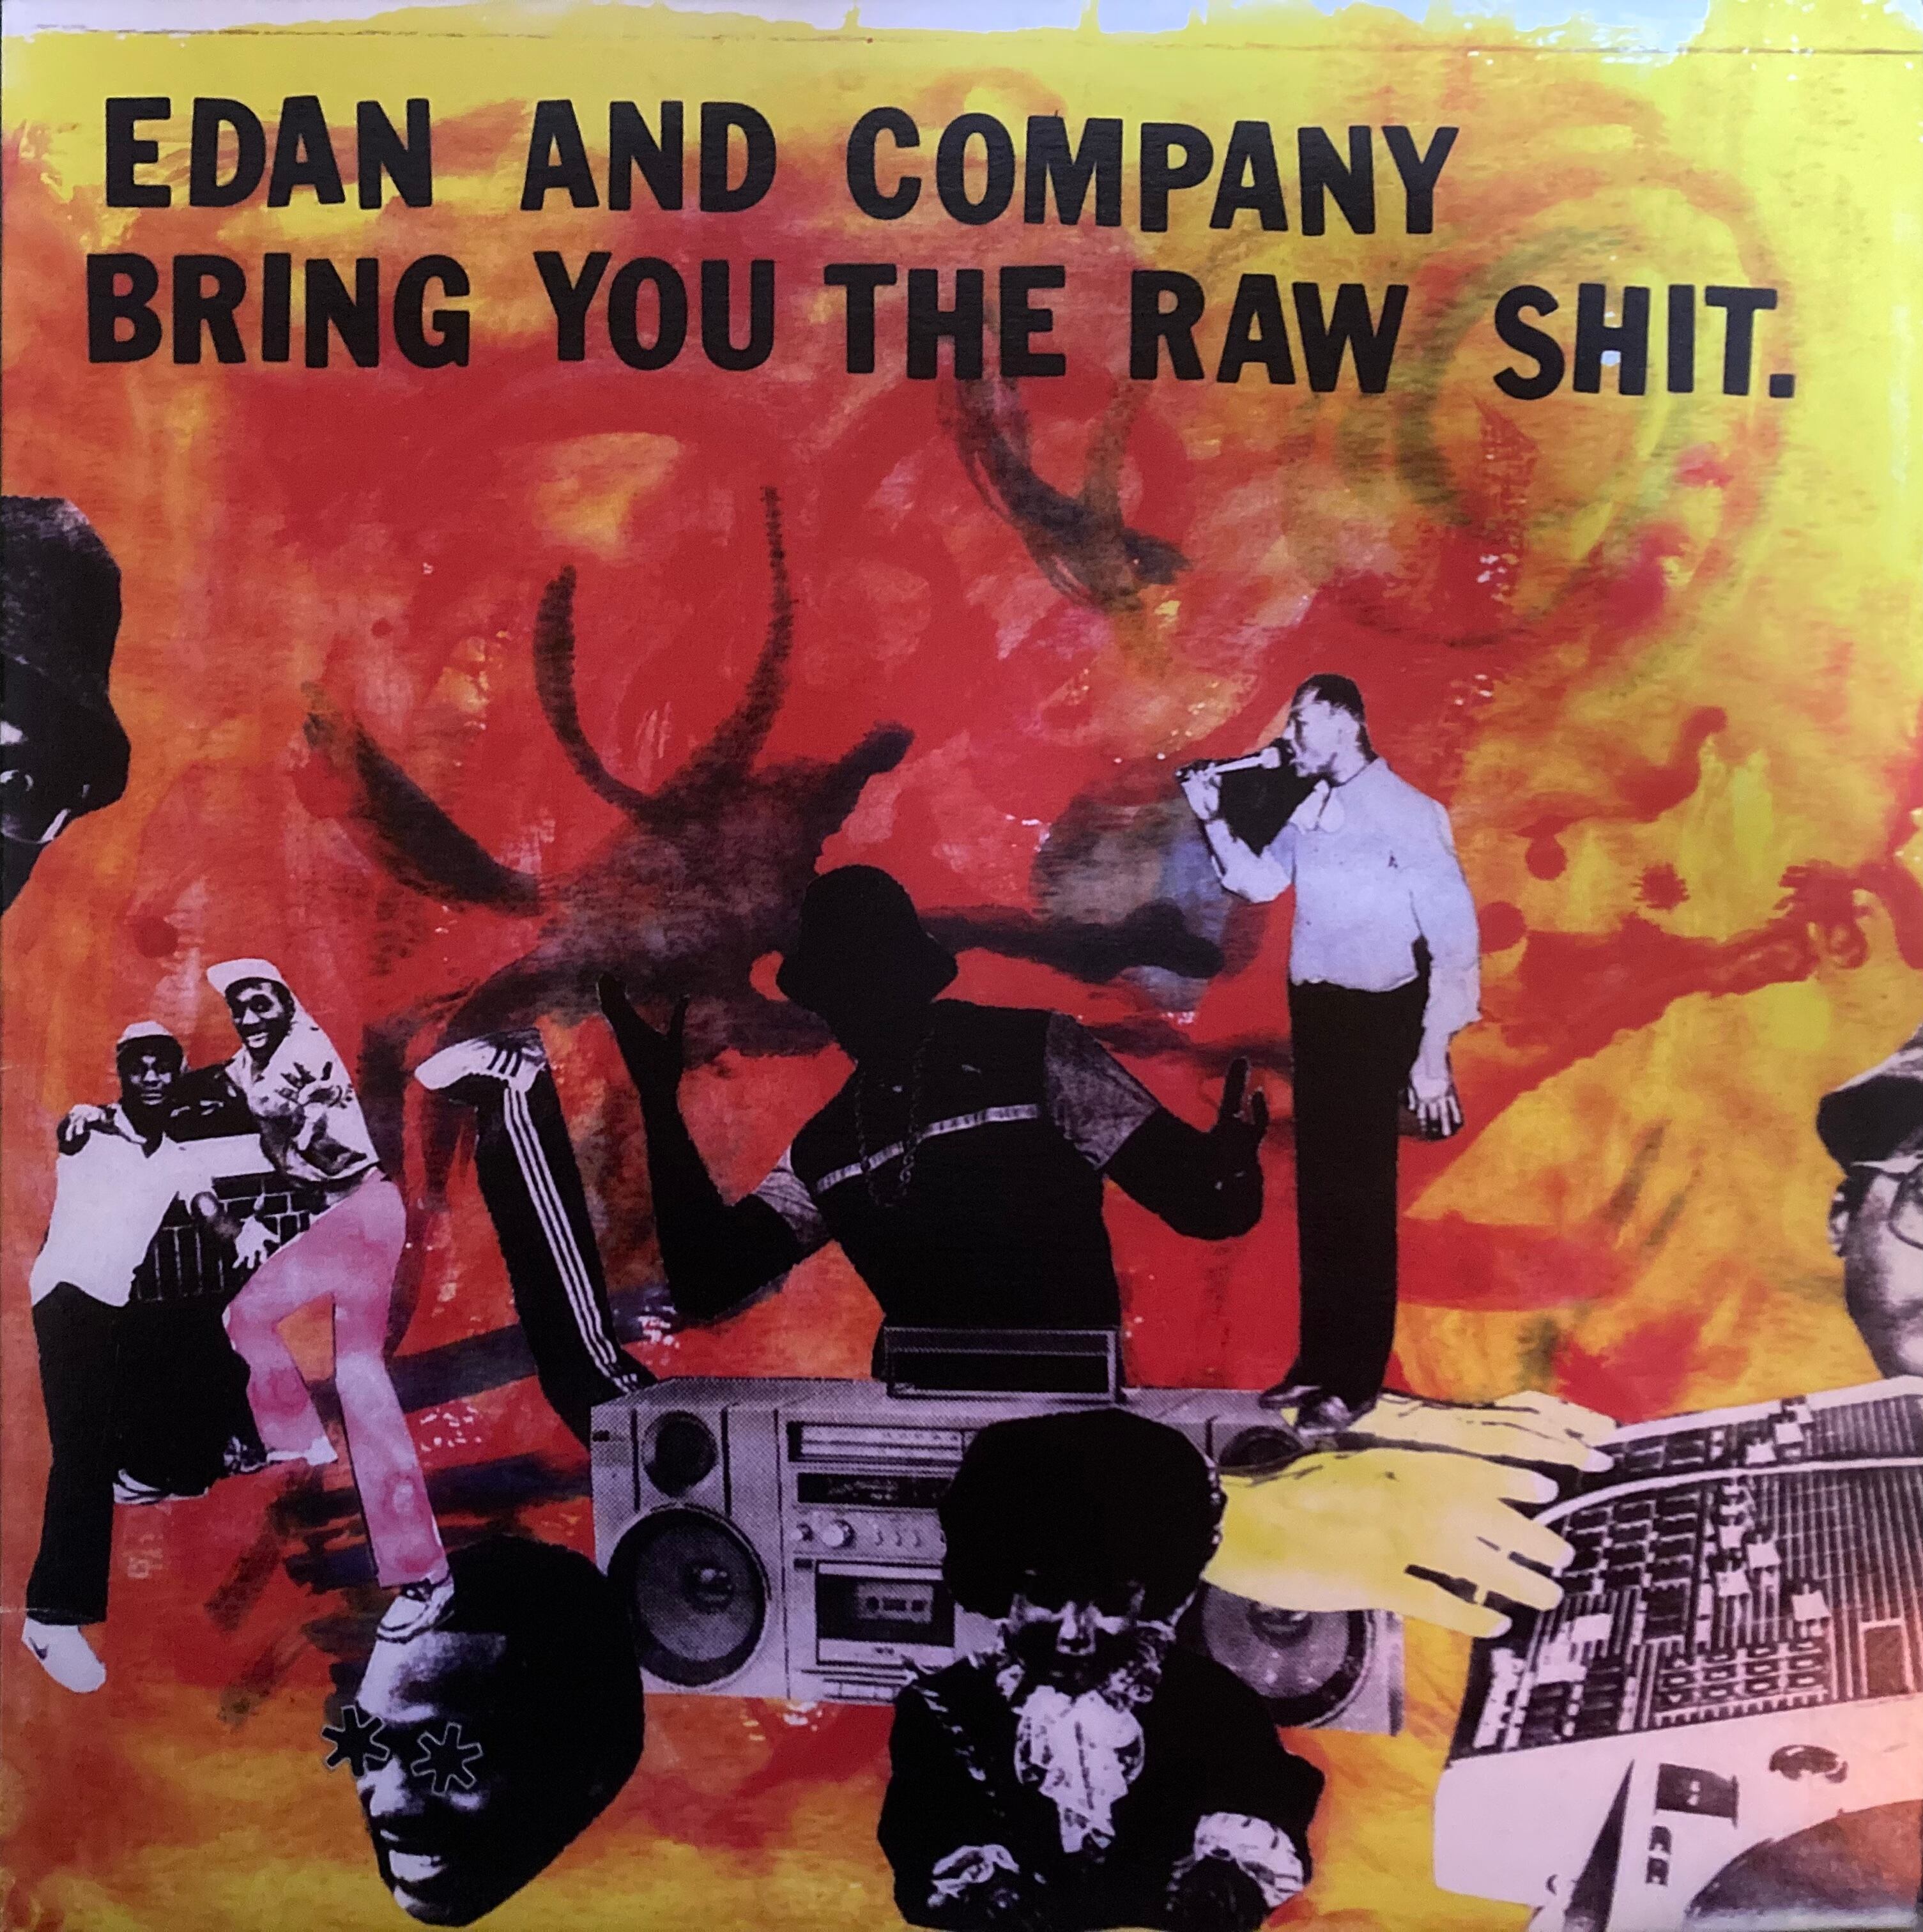 EDAN AND COMPANY
BRING YOU THE RAW SHIT.